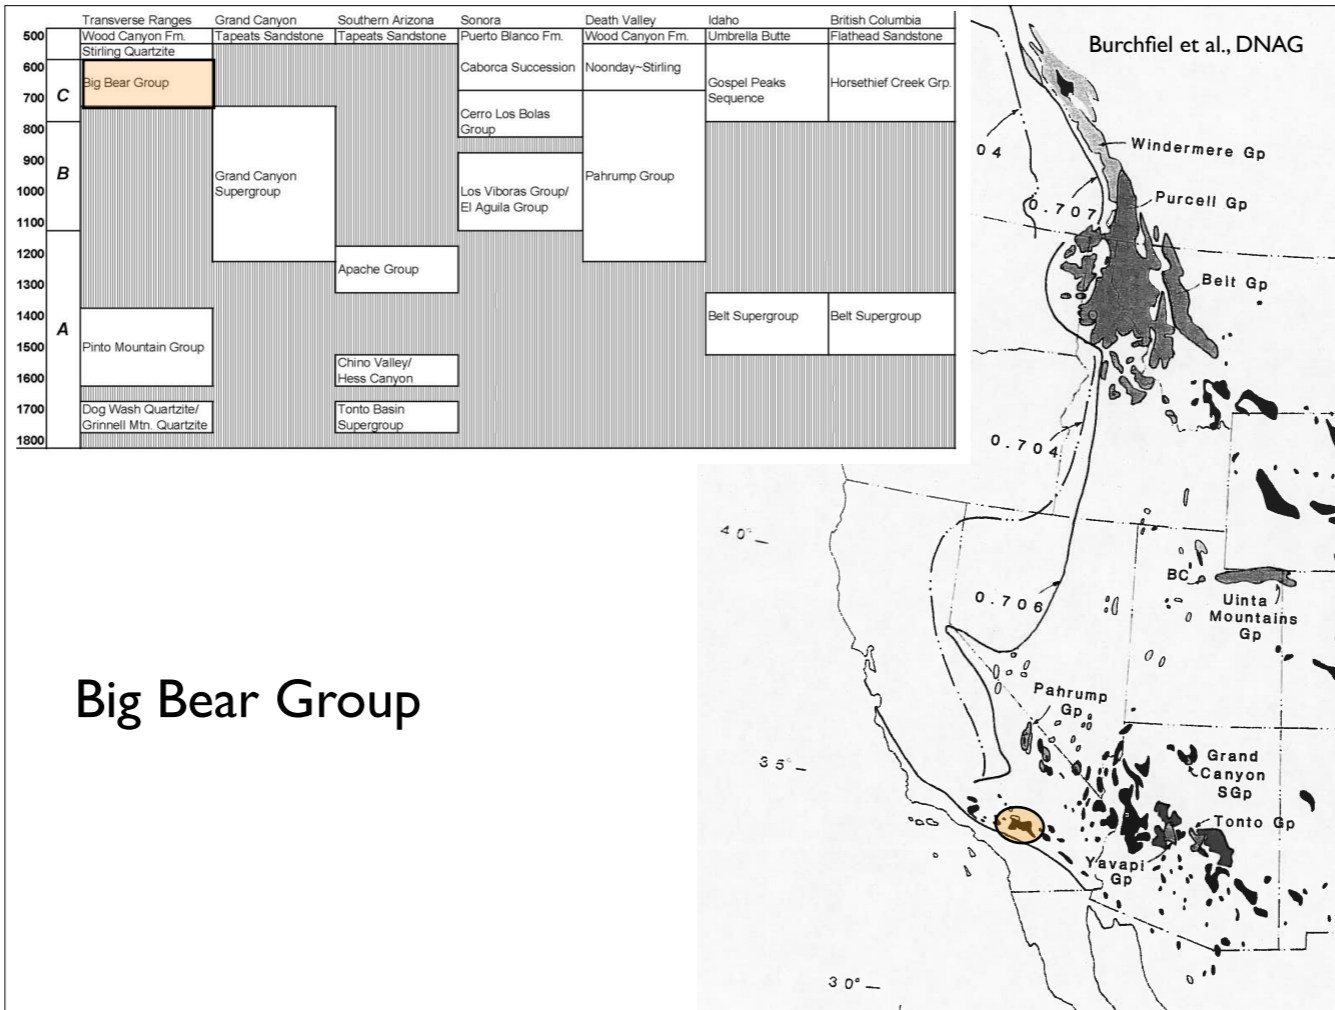 Transverse Ranges
Grand Canyon
Southern Arizona
Sonora
Death Valley
Idaho
British Columbia
500
Wood Canyon Fm.
Tapeats Sandstone
Tapeats Sandstone
Puerto Blanco Fm.
Wood Canyon Fm.
Umbrella Butte
Flathead Sandstone
Stirling Quartzite
600
Big Bear Group
Caborca Succession
Noonday~Stirling
Gospel Peaks
Sequence
Horsethief Creek Grp.
C
700
Cerro Los Bolas
Group
800
900
B
Grand Canyon
Supergroup
Los Viboras Group/
El Aguila Group
Pahrump Group
1000
1100
1200
Apache Group
1300
1400
A
Belt Supergroup
Belt Supergroup
1500
Pinto Mountain Group
Chino Valley/
Hess Canyon
1600
1700
Dog Wash Quartzite/
Grinnell Mtn. Quartzite
Tonto Basin
Supergroup
1800
Burchfiel et al., DNAG
Windermere Gp
04
Purcell Gp
0.707
Belt Gp
0.704
40°
BC
Uinta
Mountains
Gp
0.706
Pahrump
Gp
Grand
Canyon
SGp
35°
Tonto Gp
Yavapi
Gp
30°
Big Bear Group